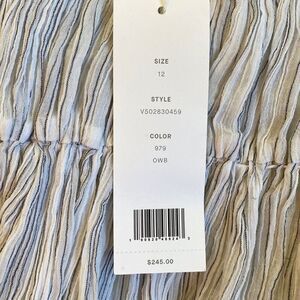 SIZE
12
STYLE
V502830459
COLOR
979
OWB
$245.00